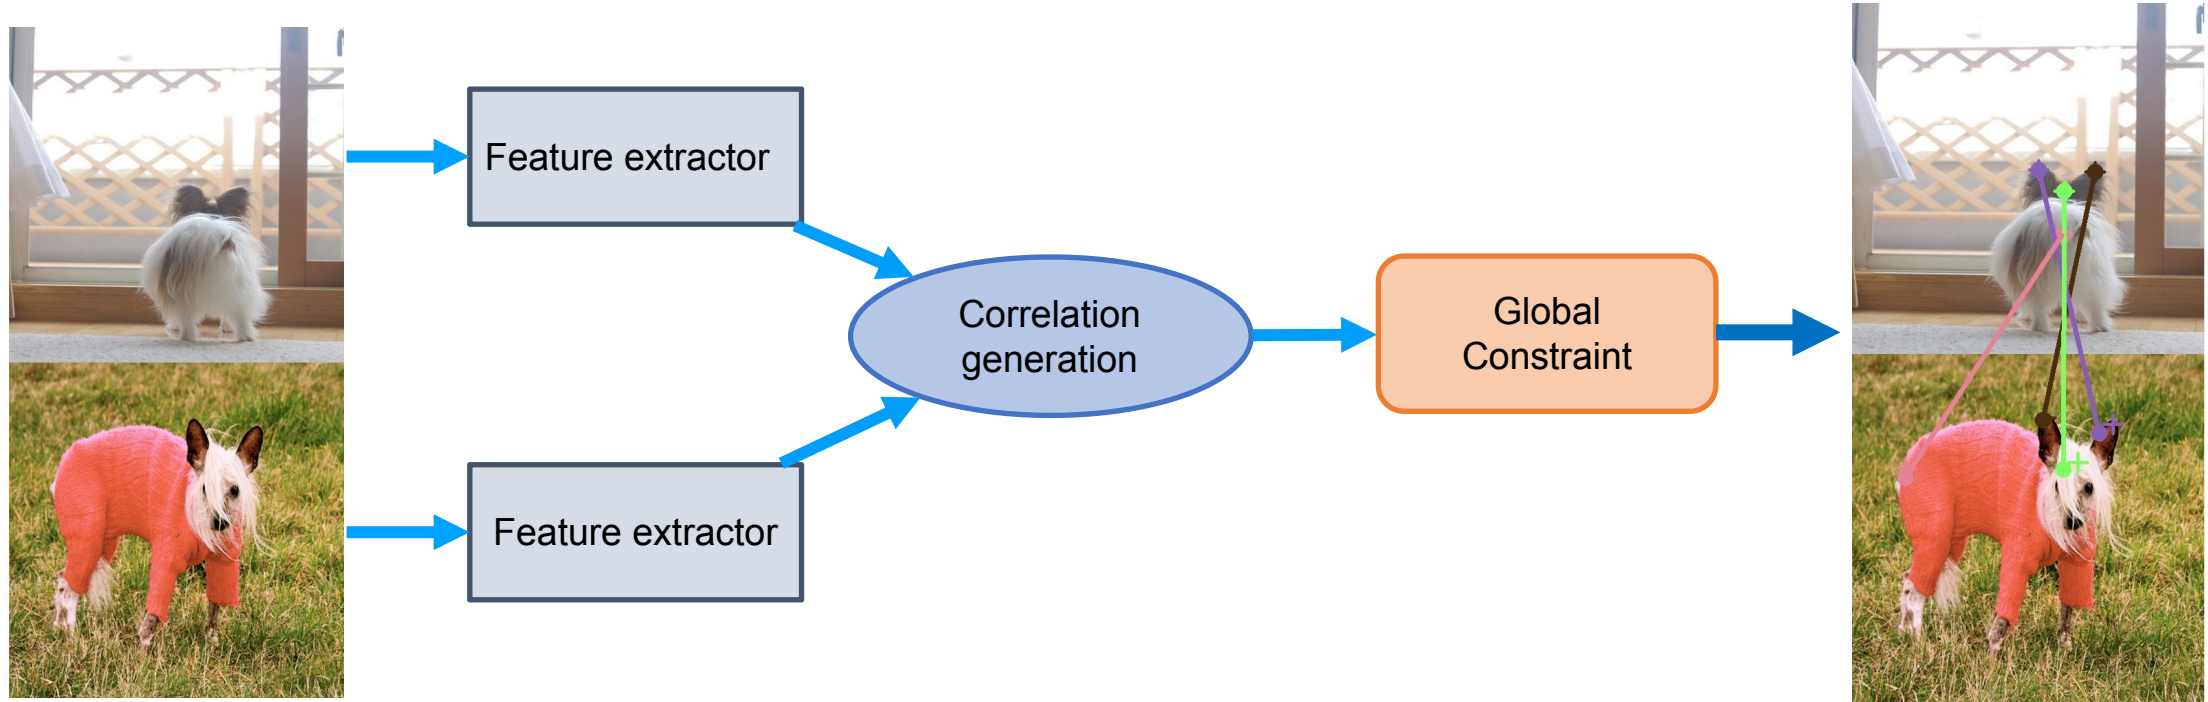 Feature extractor
Correlation
generation
Global
Constraint
Feature extractor